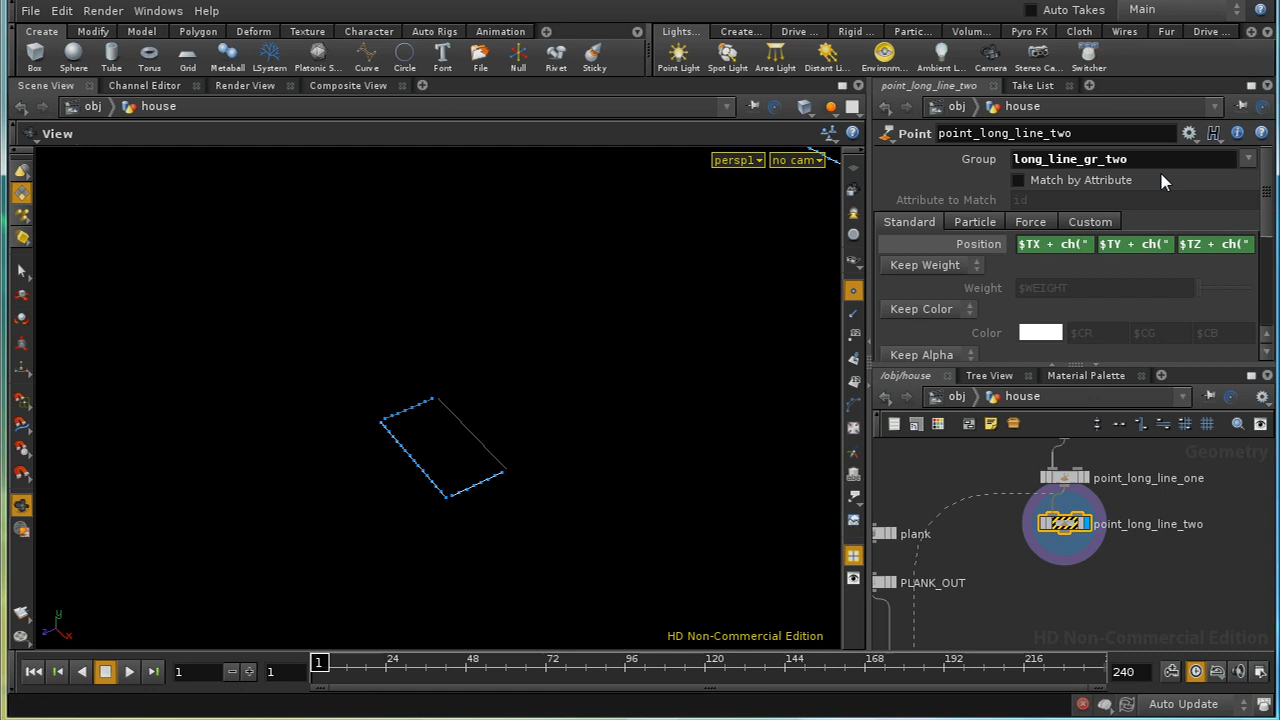 File Edit Render Windows Help Auto Takes Main
Create Modify Model Polygon Deform Texture Character Auto Rigs Animation Lights... Create... Drive ... Rigid ... Partic... Volum... Pyro FX Cloth Wires Fur Drive ...
Box Sphere Tube Torus Grid Metaball LSystem Platonic S... Curve Circle Font File Null Rivet Sticky Point Light Spot Light Area Light Distant Li... Environm... Ambient L... Camera Stereo Ca... Switcher
Scene View Channel Editor Render View Composite View point_long_line_two Take List
obj house obj house
View Point point_long_line_two
persp1 no cam Group long_line_gr_two
Match by Attribute
Attribute to Match id
Standard Particle Force Custom
Position $TX + ch(" $TY + ch(" $TZ + ch("
Keep Weight
Weight $WEIGHT
Keep Color
Color $CR $CG $CB
Keep Alpha
/obj/house Tree View Material Palette
obj house
Geometry
point_long_line_one
point_long_line_two
plank
PLANK_OUT
y
z x
HD Non-Commercial Edition HD Non-Commercial Edition
1 1 1 24 48 72 96 120 144 168 192 216 240
Auto Update